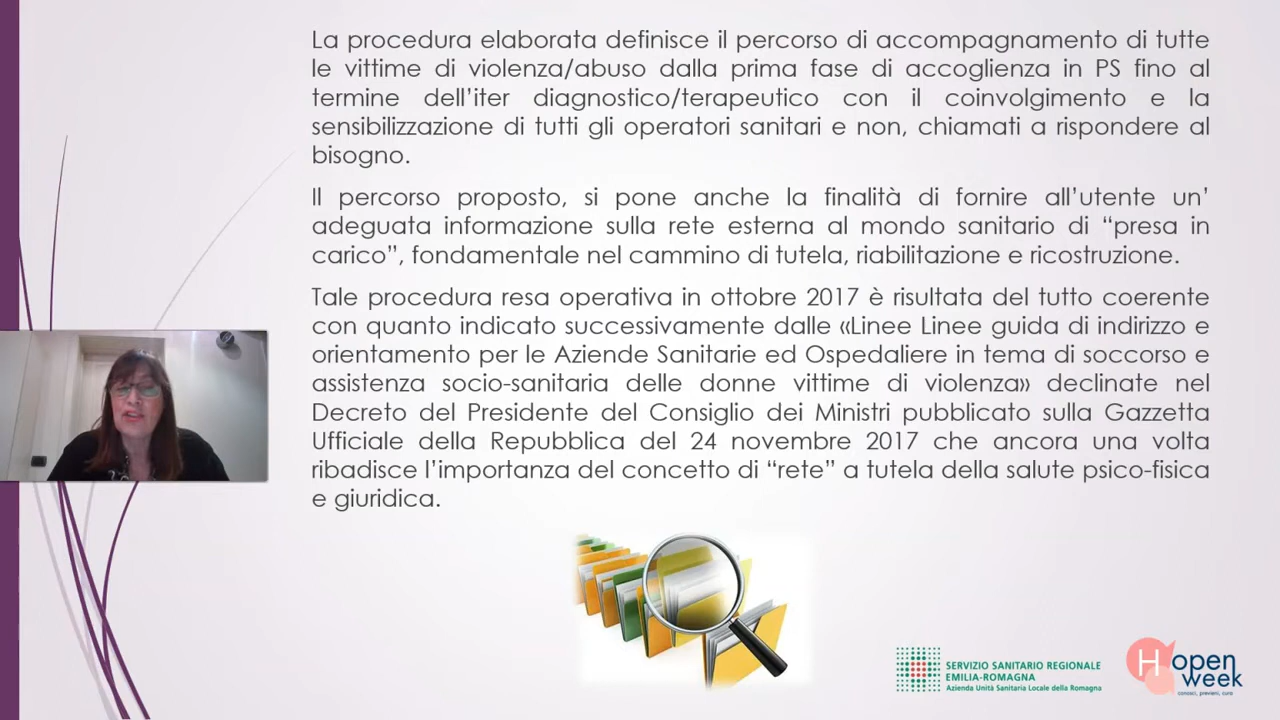 La procedura elaborata definisce il percorso di accompagnamento di tutte
le vittime di violenza/abuso dalla prima fase di accoglienza in PS fino al
termine dell’iter diagnostico/terapeutico con il coinvolgimento e la
sensibilizzazione di tutti gli operatori sanitari e non, chiamati a rispondere al
bisogno.
Il percorso proposto, si pone anche la finalità di fornire all’utente un’
adeguata informazione sulla rete esterna al mondo sanitario di “presa in
carico”, fondamentale nel cammino di tutela, riabilitazione e ricostruzione.
Tale procedura resa operativa in ottobre 2017 è risultata del tutto coerente
con quanto indicato successivamente dalle «Linee Linee guida di indirizzo e
orientamento per le Aziende Sanitarie ed Ospedaliere in tema di soccorso e
assistenza socio-sanitaria delle donne vittime di violenza» declinate nel
Decreto del Presidente del Consiglio dei Ministri pubblicato sulla Gazzetta
Ufficiale della Repubblica del 24 novembre 2017 che ancora una volta
ribadisce l’importanza del concetto di “rete” a tutela della salute psico-fisica
e giuridica.
SERVIZIO SANITARIO REGIONALE
EMILIA-ROMAGNA
Azienda Unità Sanitaria Locale della Romagna
H open
week
conosci, previeni, cura